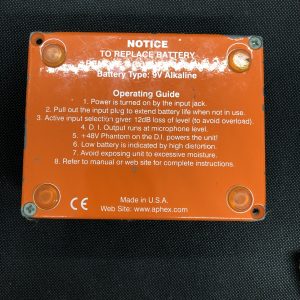 NOTICE
TO REPLACE BATTERY
REMOVE
Battery Type: 9V Alkaline
Operating Guide
1. Power is turned on by the input jack.
2. Pull out the input plug to extend battery life when not in use.
3. Active input selection gives 12dB loss of level (to avoid overload).
4. D.I. Output runs at microphone level.
5. +48V Phantom on the D.I. powers the unit!
6. Low battery is indicated by high distortion.
7. Avoid exposing unit to excessive moisture.
8. Refer to manual or web site for complete info.
CE
Made in U.S.A.
Web Site: www.aphex.com